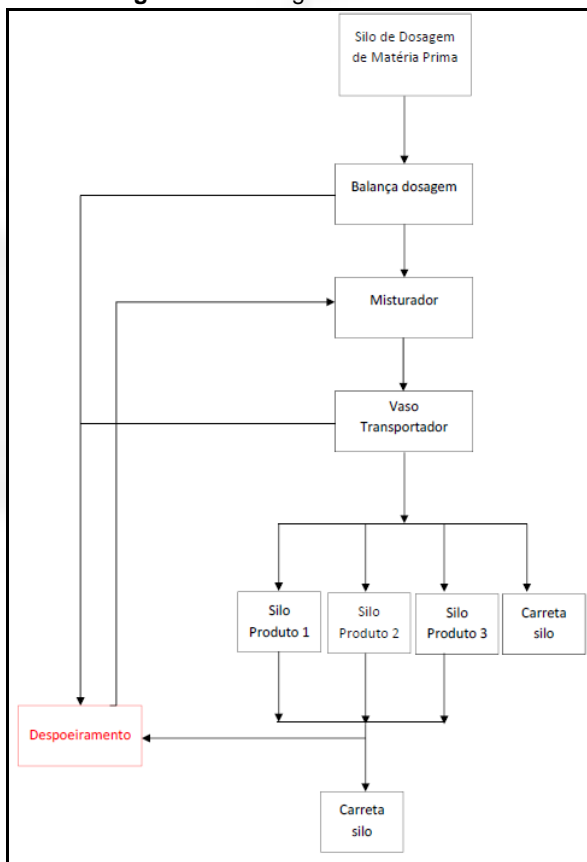 Silo de Dosagem
de Matéria Prima
Balança dosagem
Misturador
Vaso
Transportador
Silo
Produto 1
Silo
Produto 2
Silo
Produto 3
Carreta
silo
Despoeiramento
Carreta
silo